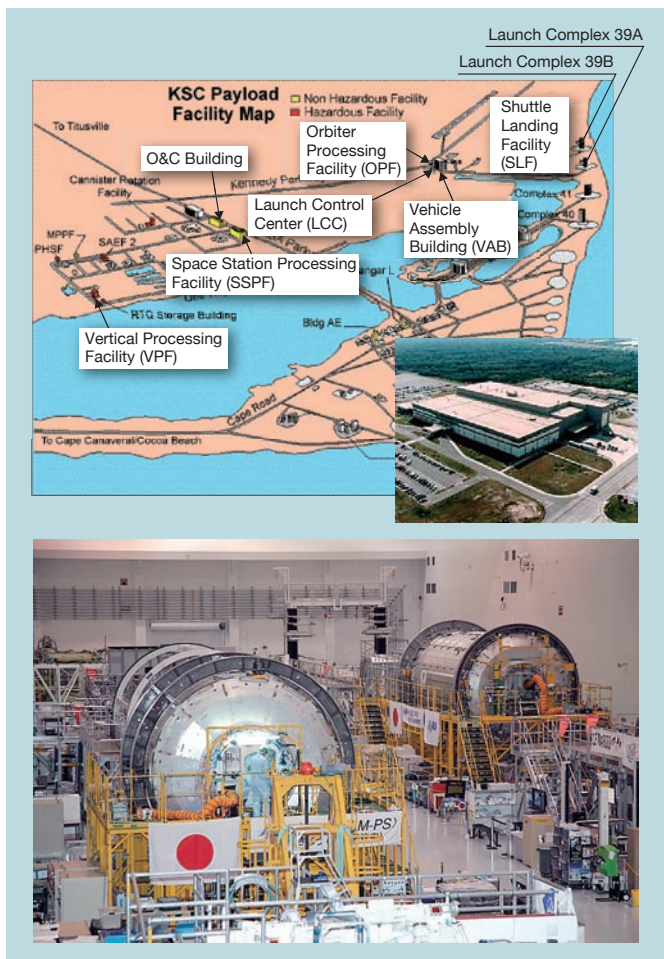 Launch Complex 39A
Launch Complex 39B
KSC Payload
Facility Map
Non Hazardous Facility
Hazardous Facility
To Titusville
Orbiter
Processing
Facility (OPF)
Shuttle
Landing
Facility
(SLF)
O&C Building
Cannister Rotation
Facility
Kennedy
Launch Control
Center (LCC)
Vehicle
Assembly
Building (VAB)
Complex 41
Complex 40
MPPF
PHSF
SAEF 2
Space Station Processing
Facility (SSPF)
RTG Storage Building
Vertical Processing
Facility (VPF)
Bldg AE
Cape Road
To Cape Canaveral/Cocoa Beach
M-PS)